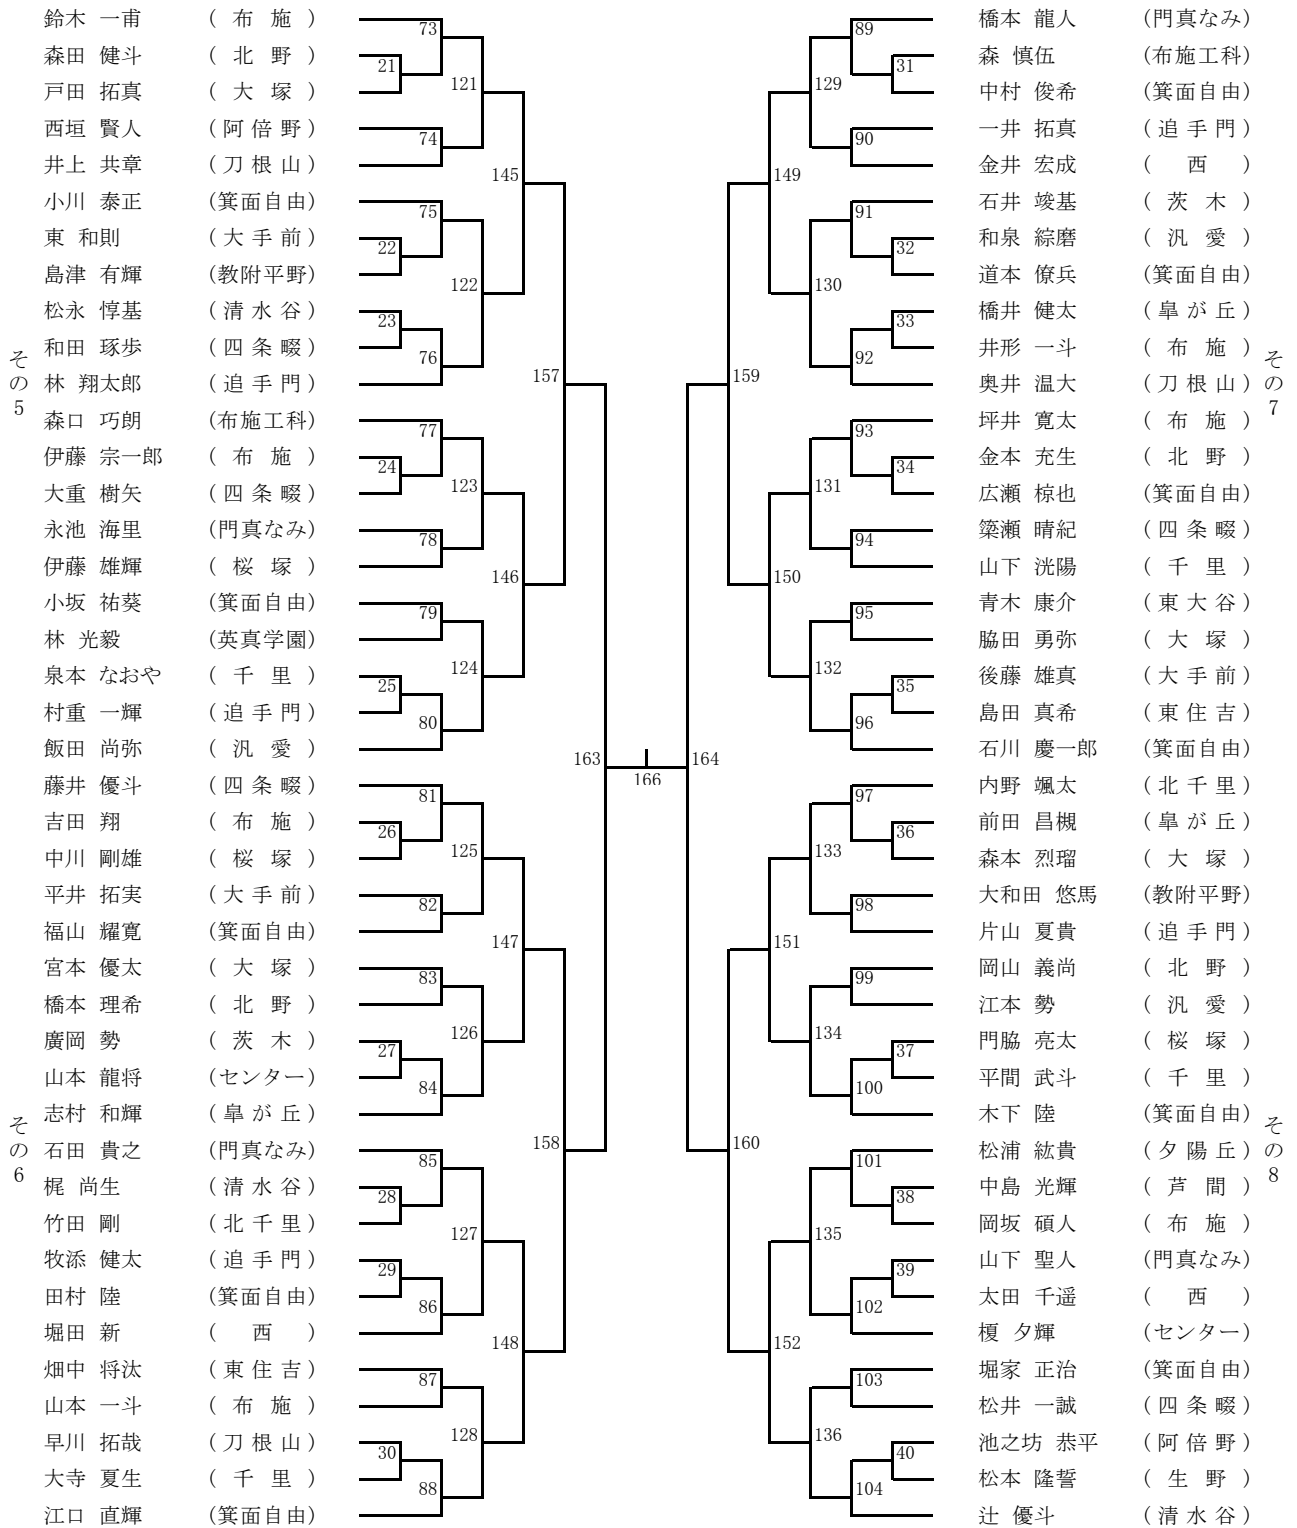 鈴木 一甫 ( 布 施 ) 73 89 橋本 龍人 (門真なみ)
森田 健斗 ( 北 野 ) 21 31 森 慎伍 (布施工科)
戸田 拓真 ( 大 塚 ) 121 129 中村 俊希 (箕面自由)
西垣 賢人 ( 阿 倍 野 ) 74 90 一井 拓真 ( 追 手 門 )
井上 共章 ( 刀 根 山 ) 145 149 金井 宏成 ( 西 )
小川 泰正 (箕面自由) 75 91 石井 竣基 ( 茨 木 )
東 和則 ( 大 手 前 ) 22 32 和泉 綜磨 ( 汎 愛 )
島津 有輝 (教附平野) 122 130 道本 僚兵 (箕面自由)
松永 惇基 ( 清 水 谷 ) 23 33 橋井 健太 ( 皐 が 丘 )
和田 琢歩 ( 四 条 畷 ) 76 92 井形 一斗 ( 布 施 )
その5 林 翔太郎 ( 追 手 門 ) 157 159 奥井 温大 ( 刀 根 山 ) その7
森口 巧朗 (布施工科) 77 93 坪井 寛太 ( 布 施 )
伊藤 宗一郎 ( 布 施 ) 24 34 金本 充生 ( 北 野 )
大重 樹矢 ( 四 条 畷 ) 123 131 広瀬 椋也 (箕面自由)
永池 海里 (門真なみ) 78 94 簗瀬 晴紀 ( 四 条 畷 )
伊藤 雄輝 ( 桜 塚 ) 146 150 山下 洸陽 ( 千 里 )
小坂 祐葵 (箕面自由) 79 95 青木 康介 ( 東 大 谷 )
林 光毅 (英真学園) 124 132 脇田 勇弥 ( 大 塚 )
泉本 なおや ( 千 里 ) 25 35 後藤 雄真 ( 大 手 前 )
村重 一輝 ( 追 手 門 ) 80 96 島田 真希 ( 東 住 吉 )
飯田 尚弥 ( 汎 愛 ) 163 166 164 石川 慶一郎 (箕面自由)
藤井 優斗 ( 四 条 畷 ) 81 97 内野 颯太 ( 北 千 里 )
吉田 翔 ( 布 施 ) 26 36 前田 昌槻 ( 皐 が 丘 )
中川 剛雄 ( 桜 塚 ) 125 133 森本 烈瑠 ( 大 塚 )
平井 拓実 ( 大 手 前 ) 82 98 大和田 悠馬 (教附平野)
福山 耀寛 (箕面自由) 147 151 片山 夏貴 ( 追 手 門 )
宮本 優太 ( 大 塚 ) 83 99 岡山 義尚 ( 北 野 )
橋本 理希 ( 北 野 ) 126 134 江本 勢 ( 汎 愛 )
廣岡 勢 ( 茨 木 ) 27 37 門脇 亮太 ( 桜 塚 )
山本 龍将 (センター) 84 100 平間 武斗 ( 千 里 )
志村 和輝 ( 皐 が 丘 ) 木下 陸 (箕面自由)
その6 石田 貴之 (門真なみ) 85 158 160 101 松浦 紘貴 ( 夕 陽 丘 ) その8
梶 尚生 ( 清 水 谷 ) 28 38 中島 光輝 ( 芦 間 )
竹田 剛 ( 北 千 里 ) 127 135 岡坂 碩人 ( 布 施 )
牧添 健太 ( 追 手 門 ) 29 39 山下 聖人 (門真なみ)
田村 陸 (箕面自由) 86 102 太田 千遥 ( 西 )
堀田 新 ( 西 ) 148 152 榎 夕輝 (センター)
畑中 将汰 ( 東 住 吉 ) 87 103 堀家 正治 (箕面自由)
山本 一斗 ( 布 施 ) 128 136 松井 一誠 ( 四 条 畷 )
早川 拓哉 ( 刀 根 山 ) 30 40 池之坊 恭平 ( 阿 倍 野 )
大寺 夏生 ( 千 里 ) 88 104 松本 隆誓 ( 生 野 )
江口 直輝 (箕面自由) 辻 優斗 ( 清 水 谷 )